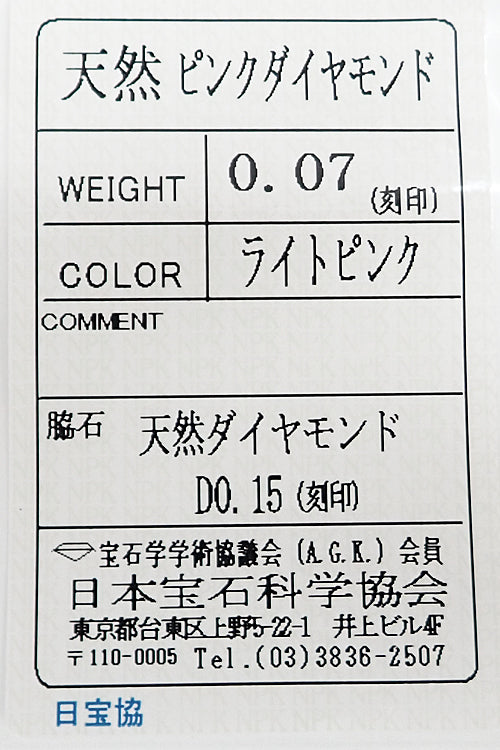 天然 ピンクダイヤモンド
WEIGHT 0.07 (刻印)
COLOR ライトピンク
COMMENT
脇石 天然ダイヤモンド
D0.15 (刻印)
宝石学学術協議会 (A.G.K.) 会員
日本宝石科学協会
東京都台東区上野5-22-1 井上ビル4F
〒110-0005 Tel.(03)3836-2507
日宝協